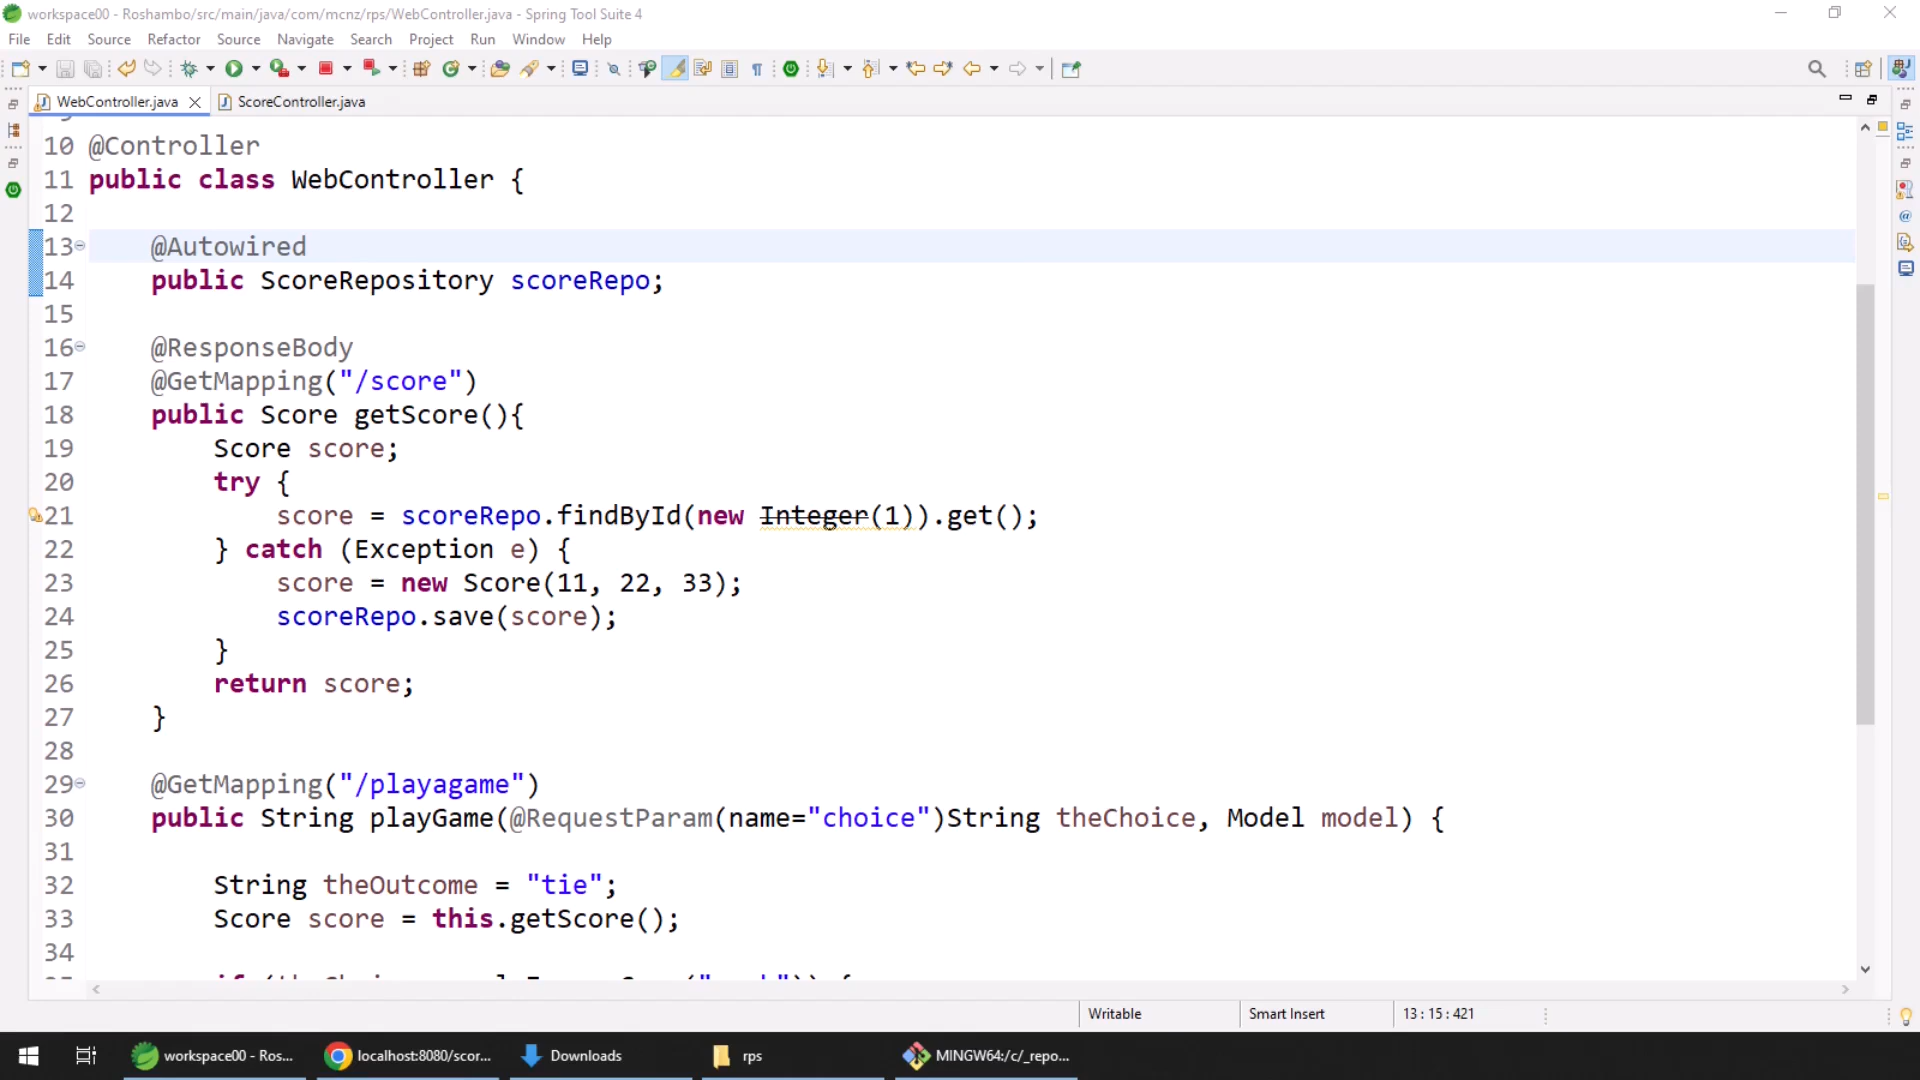 workspace00 - Roshambo/src/main/java/com/mcnz/rps/WebController.java - Spring Tool Suite 4
File Edit Source Refactor Source Navigate Search Project Run Window Help
WebController.java ScoreController.java
10 @Controller
11 public class WebController {
12
13 @Autowired
14 public ScoreRepository scoreRepo;
15
16 @ResponseBody
17 @GetMapping("/score")
18 public Score getScore(){
19 Score score;
20 try {
21 score = scoreRepo.findById(new Integer(1)).get();
22 } catch (Exception e) {
23 score = new Score(11, 22, 33);
24 scoreRepo.save(score);
25 }
26 return score;
27 }
28
29 @GetMapping("/playagame")
30 public String playGame(@RequestParam(name="choice")String theChoice, Model model) {
31
32 String theOutcome = "tie";
33 Score score = this.getScore();
34
Writable Smart Insert 13 : 15 : 421
workspace00 - Ros... localhost:8080/scor... Downloads rps MINGW64:/c/_repo...